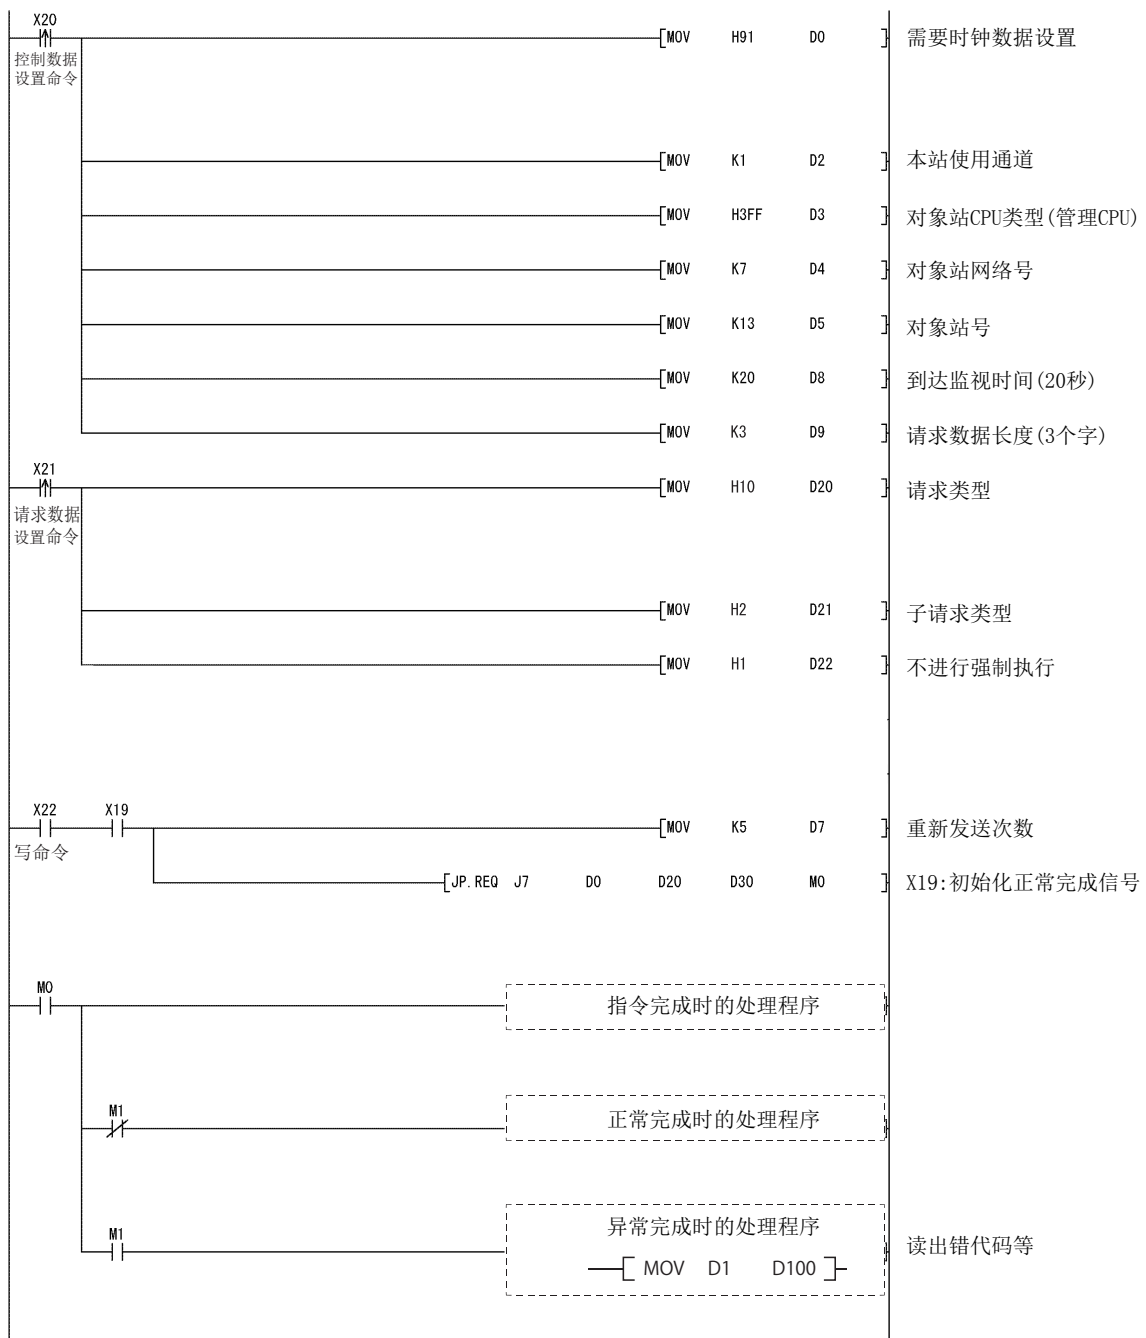 X20
[MOV H91 D0 ] 需要时钟数据设置
控制数据
设置命令
[MOV K1 D2 ] 本站使用通道
[MOV H3FF D3 ] 对象站CPU类型(管理CPU)
[MOV K7 D4 ] 对象站网络号
[MOV K13 D5 ] 对象站号
[MOV K20 D8 ] 到达监视时间(20秒)
[MOV K3 D9 ] 请求数据长度(3个字)
X21
[MOV H10 D20 ] 请求类型
请求数据
设置命令
[MOV H2 D21 ] 子请求类型
[MOV H1 D22 ] 不进行强制执行
X22 X19
[MOV K5 D7 ] 重新发送次数
写命令
[JP.REQ J7 D0 D20 D30 M0 ] X19:初始化正常完成信号
M0
指令完成时的处理程序
M1
正常完成时的处理程序
M1
异常完成时的处理程序
读出错代码等
[ MOV D1 D100 ]